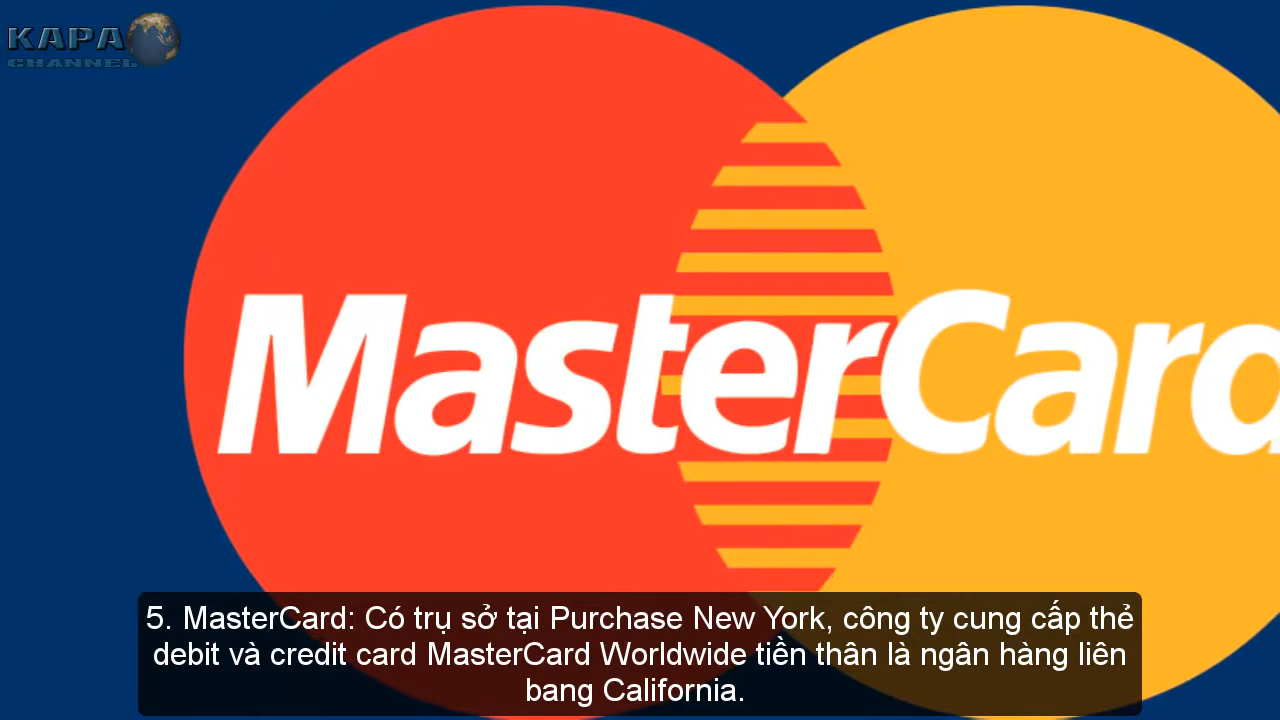 KAPA
CHANNEL
MasterCard
5. MasterCard: Có trụ sở tại Purchase New York, công ty cung cấp thẻ
debit và credit card MasterCard Worldwide tiền thân là ngân hàng liên
bang California.